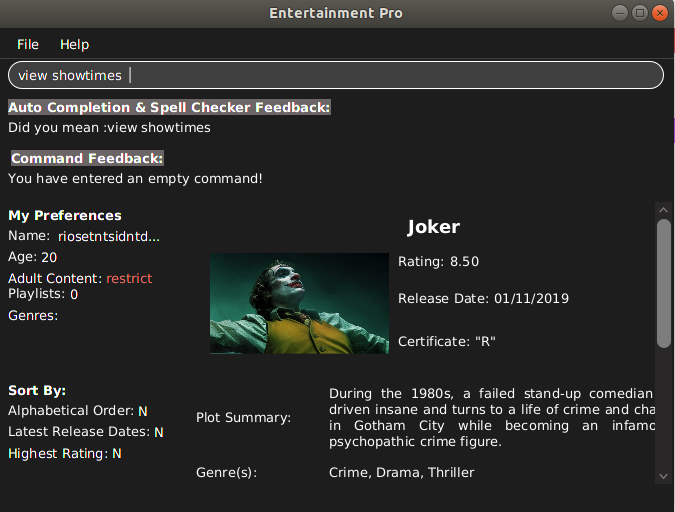 Entertainment Pro
File Help
view showtimes
Auto Completion & Spell Checker Feedback:
Did you mean :view showtimes
Command Feedback:
You have entered an empty command!
My Preferences
Name: riosetntsidntd...
Age: 20
Adult Content: restrict
Playlists: 0
Genres:
Sort By:
Alphabetical Order: N
Latest Release Dates: N
Highest Rating: N
Joker
Rating: 8.50
Release Date: 01/11/2019
Certificate: "R"
Plot Summary:
During the 1980s, a failed stand-up comedian
driven insane and turns to a life of crime and cha
in Gotham City while becoming an infamo
psychopathic crime figure.
Genre(s):
Crime, Drama, Thriller